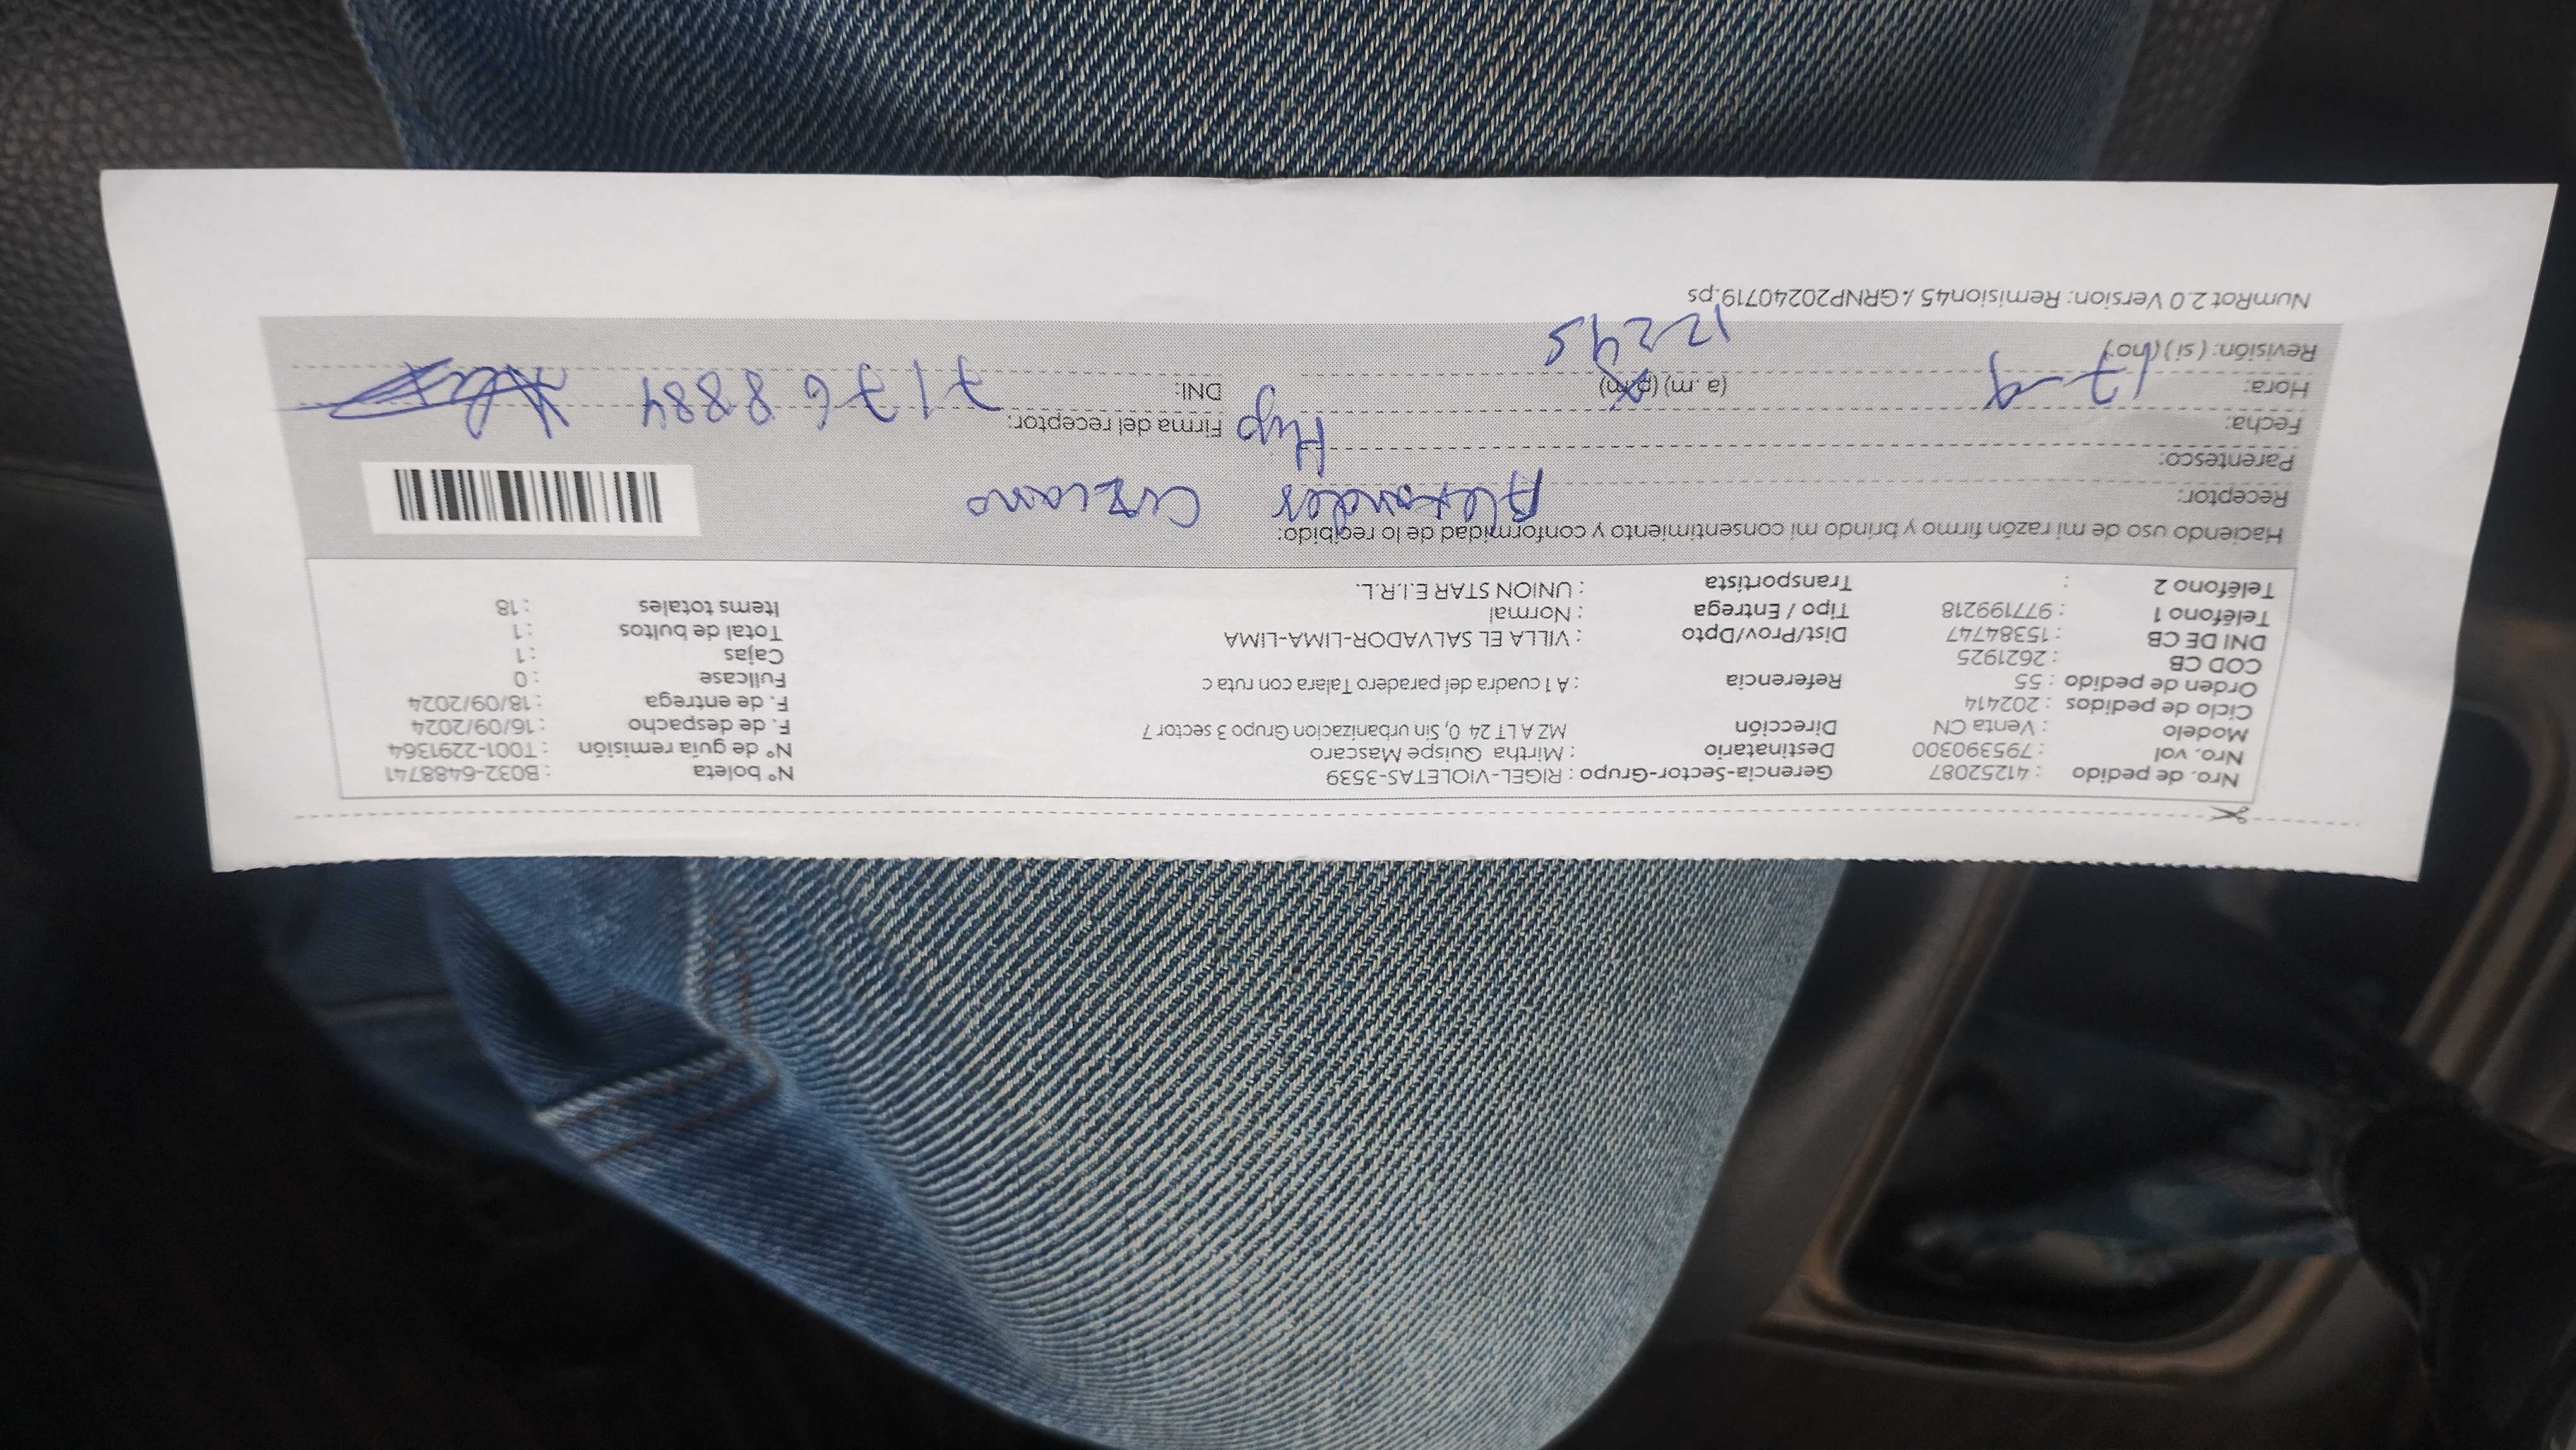 Nro. de pedido : 41252087 Gerencia-Sector-Grupo : RIGEL-VIOLETAS-3539 N° boleta : B032-6488741
Nro. vol : 795390300 Destinatario : Mirtha Quispe Mascaro N° de guía remisión : T001-2291364
Modelo : Venta CN Dirección MZ A LT 24 0, Sin urbanizacion Grupo 3 sector 7 F. de despacho : 16/09/2024
Ciclo de pedidos : 202414 F. de entrega : 18/09/2024
Orden de pedido : 55 Referencia : A 1 cuadra del paradero Talara con ruta c Fullcase : 0
COD CB : 2621925 Cajas : 1
DNI DE CB : 15384747 Dist/Prov/Dpto : VILLA EL SALVADOR-LIMA-LIMA Total de bultos : 1
Teléfono 1 : 977199218 Tipo / Entrega : Normal Items totales : 18
Teléfono 2 : Transportista : UNION STAR E.I.R.L.
Haciendo uso de mi razón firmo y brindo mi consentimiento y conformidad de lo recibido:
Receptor: Alexander
Parentesco: Hijo
Fecha: 17-9 Firma del receptor:
Hora: (a.m) (p.m) DNI: 71768884
Revisión: (si) (no) 1245
NumRot 2.0 Version: Remision45 / GRNP20240719.ps